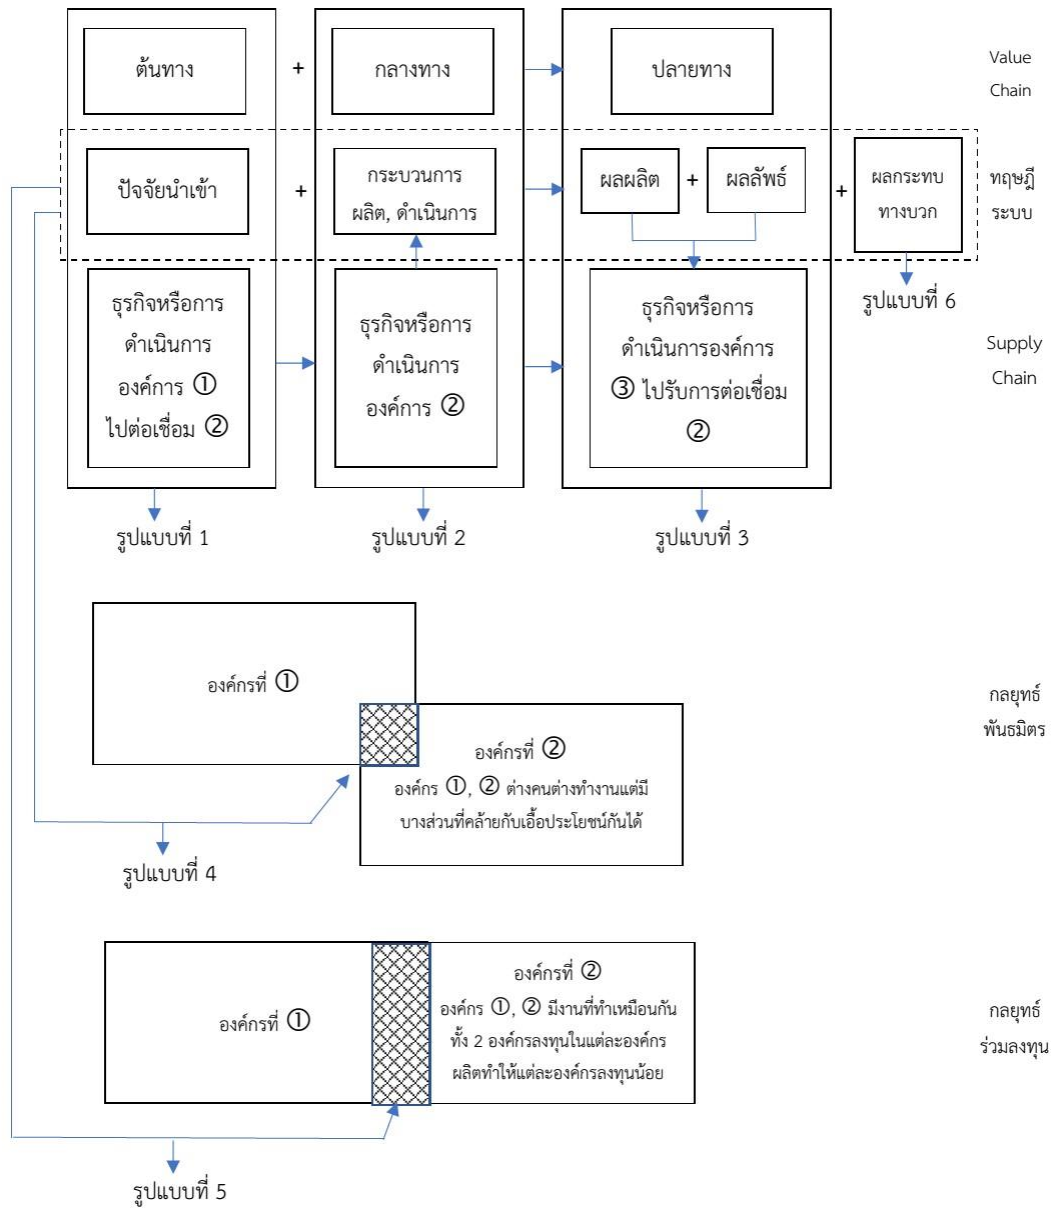 ต้นทาง + กลางทาง ปลายทาง Value
Chain
ปัจจัยนำเข้า + กระบวนการ
ผลิต, ดำเนินการ
ผลผลิต + ผลลัพธ์ + ผลกระทบ
ทางบวก
ทฤษฎี
ระบบ
ธุรกิจหรือการ
ดำเนินการ
องค์การ ①
ไปต่อเชื่อม ②
ธุรกิจหรือการ
ดำเนินการ
องค์การ ②
ธุรกิจหรือการ
ดำเนินการองค์การ
③ ไปรับการต่อเชื่อม
②
รูปแบบที่ 6
Supply
Chain
รูปแบบที่ 1
รูปแบบที่ 2
รูปแบบที่ 3
องค์กรที่ ①
องค์กรที่ ②
องค์กร ①, ② ต่างคนต่างทำงานแต่มี
บางส่วนที่คล้ายกับเอื้อประโยชน์กันได้
กลยุทธ์
พันธมิตร
รูปแบบที่ 4
องค์กรที่ ①
องค์กรที่ ②
องค์กร ①, ② มีงานที่ทำเหมือนกัน
ทั้ง 2 องค์กรลงทุนในแต่ละองค์กร
ผลิตทำให้แต่ละองค์กรลงทุนน้อย
กลยุทธ์
ร่วมลงทุน
รูปแบบที่ 5